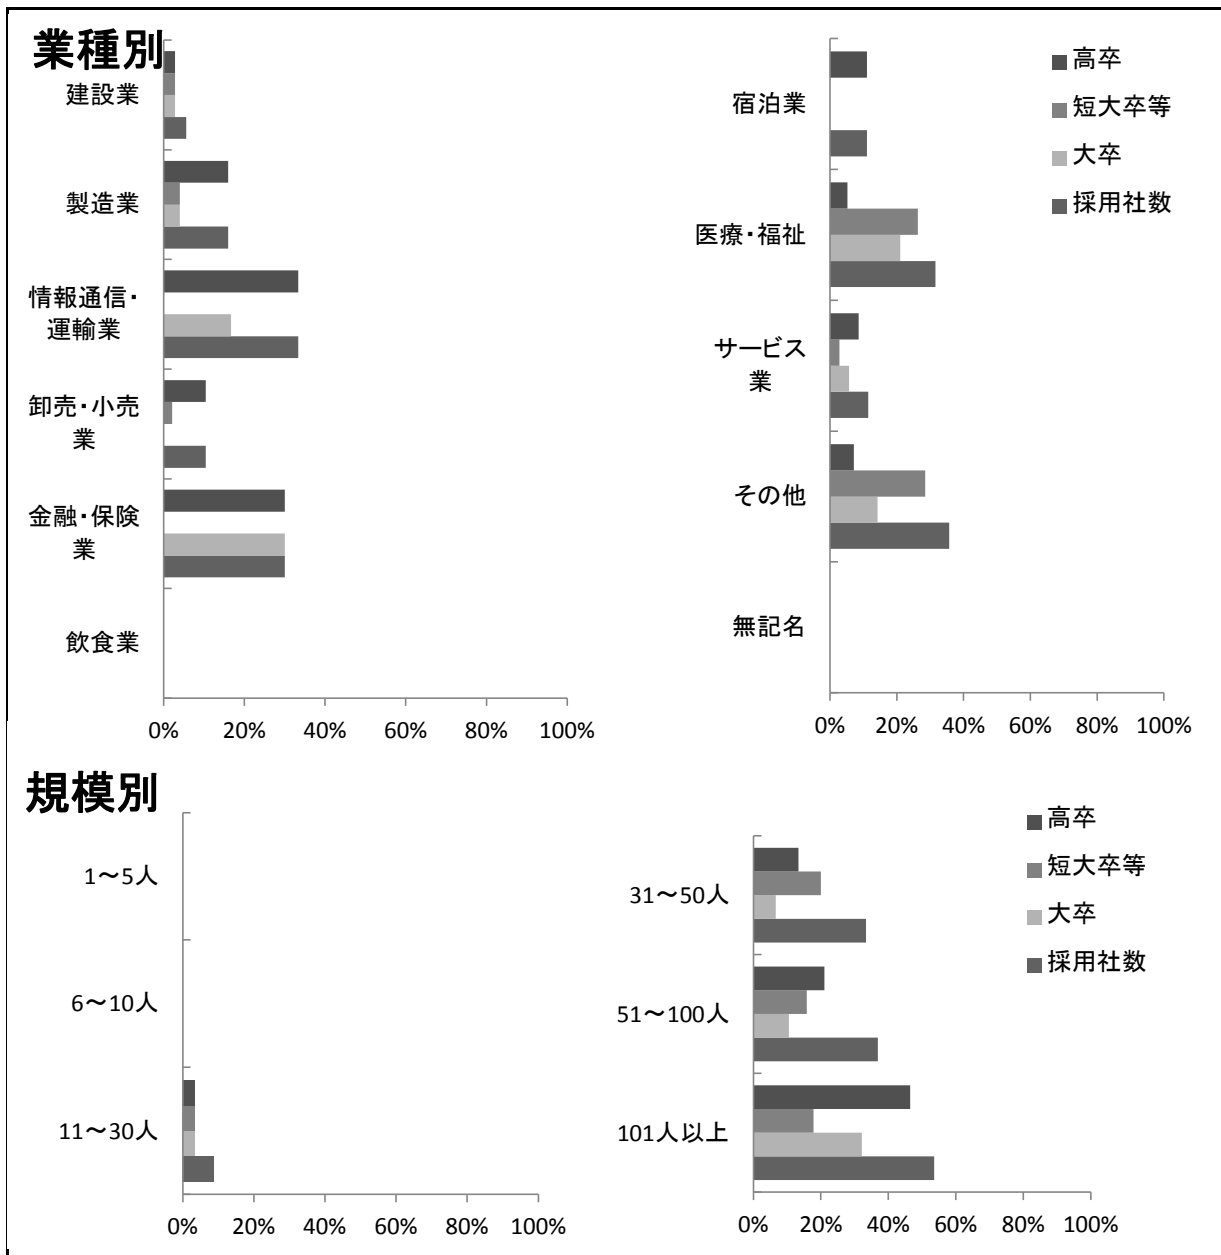 業種別
建設業
製造業
情報通信・
運輸業
卸売・小売
業
金融・保険
業
飲食業
0% 20% 40% 60% 80% 100%
宿泊業
医療・福祉
サービス
業
その他
無記名
0% 20% 40% 60% 80% 100%
高卒
短大卒等
大卒
採用社数
規模別
1～5人
6～10人
11～30人
0% 20% 40% 60% 80% 100%
31～50人
51～100人
101人以上
0% 20% 40% 60% 80% 100%
高卒
短大卒等
大卒
採用社数